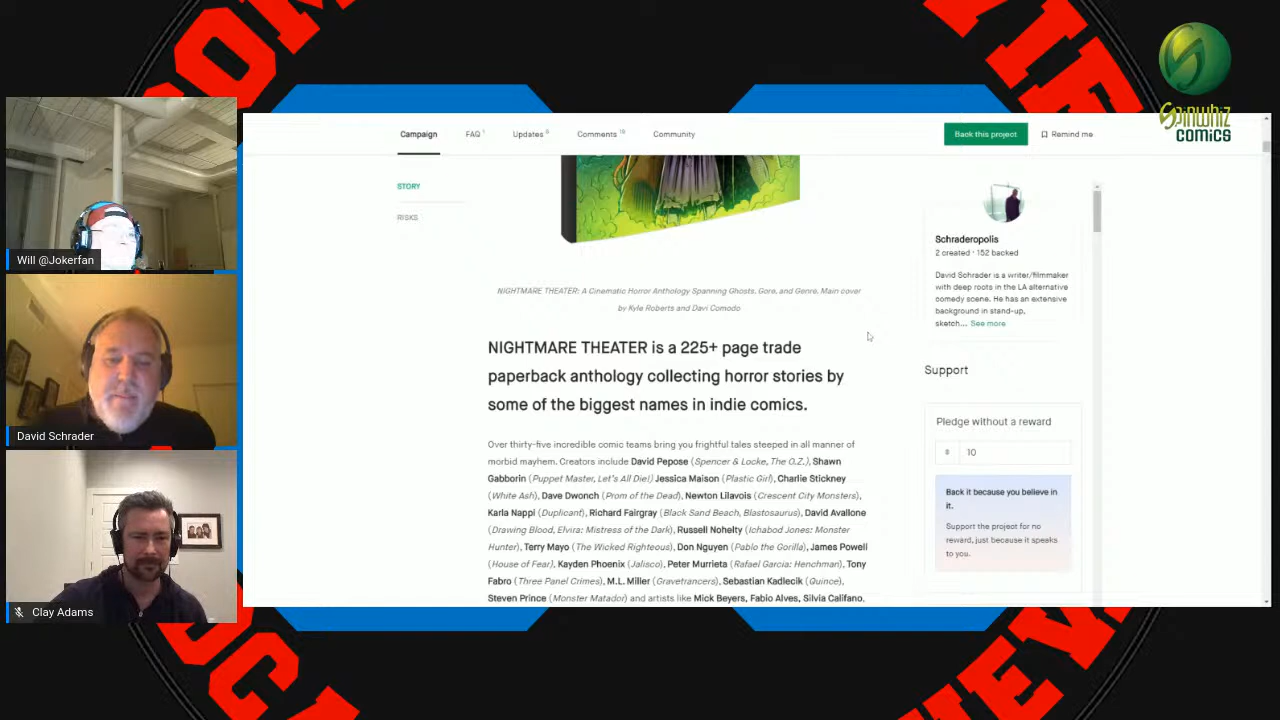 Spinwhiz
comics
Campaign FAQ 1 Updates Comments Community Back this project Remind me
STORY
RISKS
NIGHTMARE THEATER: A Cinematic Horror Anthology Spanning Ghosts, Gore, and Genre. Main cover
by Kyle Roberts and Davi Comodo
NIGHTMARE THEATER is a 225+ page trade
paperback anthology collecting horror stories by
some of the biggest names in indie comics.
Over thirty-five incredible comic teams bring you frightful tales steeped in all manner of
morbid mayhem. Creators include David Pepose (Spencer & Locke, The O.Z.), Shawn
Gabborin (Puppet Master, Let's All Die!) Jessica Maison (Plastic Girl), Charlie Stickney
(White Ash), Dave Dwonch (Prom of the Dead), Newton Lilavois (Crescent City Monsters),
Karla Nappi (Duplicant), Richard Fairgray (Black Sand Beach, Blastosaurus), David Avallone
(Drawing Blood, Elvira: Mistress of the Dark), Russell Nohelty (Ichabod Jones: Monster
Hunter), Terry Mayo (The Wicked Righteous), Don Nguyen (Pablo the Gorilla), James Powell
(House of Fear), Kayden Phoenix (Jalisco), Peter Murrieta (Rafael Garcia: Henchman), Tony
Fabro (Three Panel Crimes), M.L. Miller (Gravetrancers), Sebastian Kadlecik (Quince),
Steven Prince (Monster Matador) and artists like Mick Beyers, Fabio Alves, Silvia Califano,
Schraderopolis
2 created · 152 backed
David Schrader is a writer/filmmaker
with deep roots in the LA alternative
comedy scene. He has an extensive
background in stand-up,
sketch... See more
Support
Pledge without a reward
$ 10
Back it because you believe in
it.
Support the project for no
reward, just because it speaks
to you.
Will @Jokerfan
David Schrader
Clay Adams